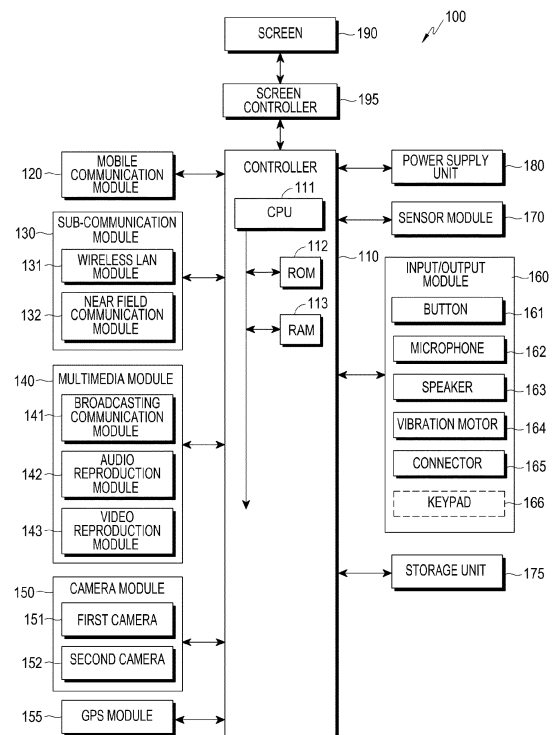 100
SCREEN
190
SCREEN
CONTROLLER
195
120
MOBILE
COMMUNICATION
MODULE
130
SUB-COMMUNICATION
MODULE
131
WIRELESS LAN
MODULE
132
NEAR FIELD
COMMUNICATION
MODULE
140
MULTIMEDIA MODULE
141
BROADCASTING
COMMUNICATION
MODULE
142
AUDIO
REPRODUCTION
MODULE
143
VIDEO
REPRODUCTION
MODULE
150
CAMERA MODULE
151
FIRST CAMERA
152
SECOND CAMERA
155
GPS MODULE
CONTROLLER
111
CPU
112
ROM
113
RAM
110
POWER SUPPLY
UNIT
180
SENSOR MODULE
170
INPUT/OUTPUT
MODULE
160
BUTTON
161
MICROPHONE
162
SPEAKER
163
VIBRATION MOTOR
164
CONNECTOR
165
KEYPAD
166
STORAGE UNIT
175